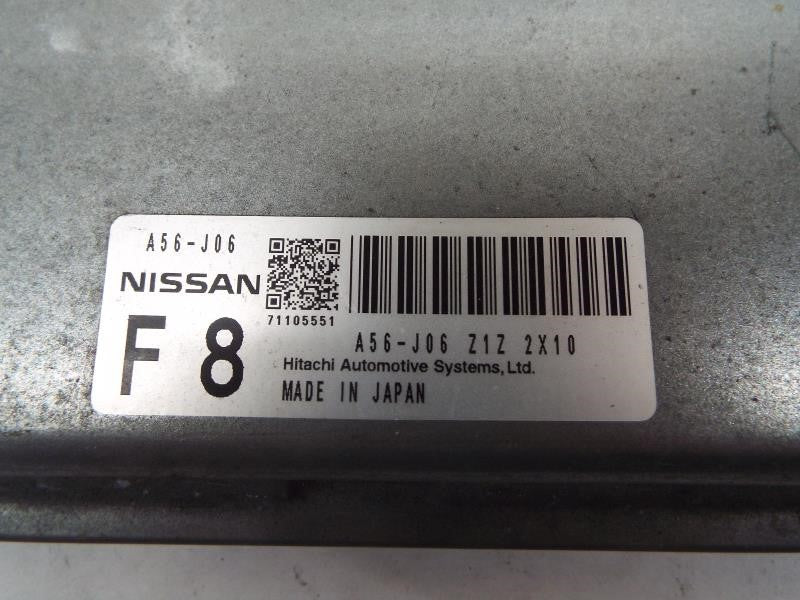 A56-J06
NISSAN
F 8
71105551
A56-J06 Z1Z 2X10
Hitachi Automotive Systems, Ltd.
MADE IN JAPAN